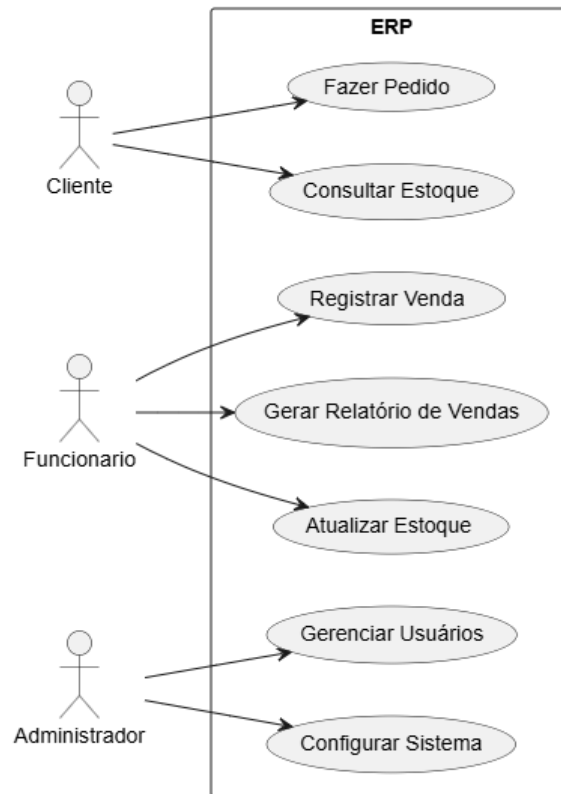 ERP
Fazer Pedido
Cliente
Consultar Estoque
Registrar Venda
Gerar Relatório de Vendas
Funcionario
Atualizar Estoque
Gerenciar Usuários
Administrador
Configurar Sistema